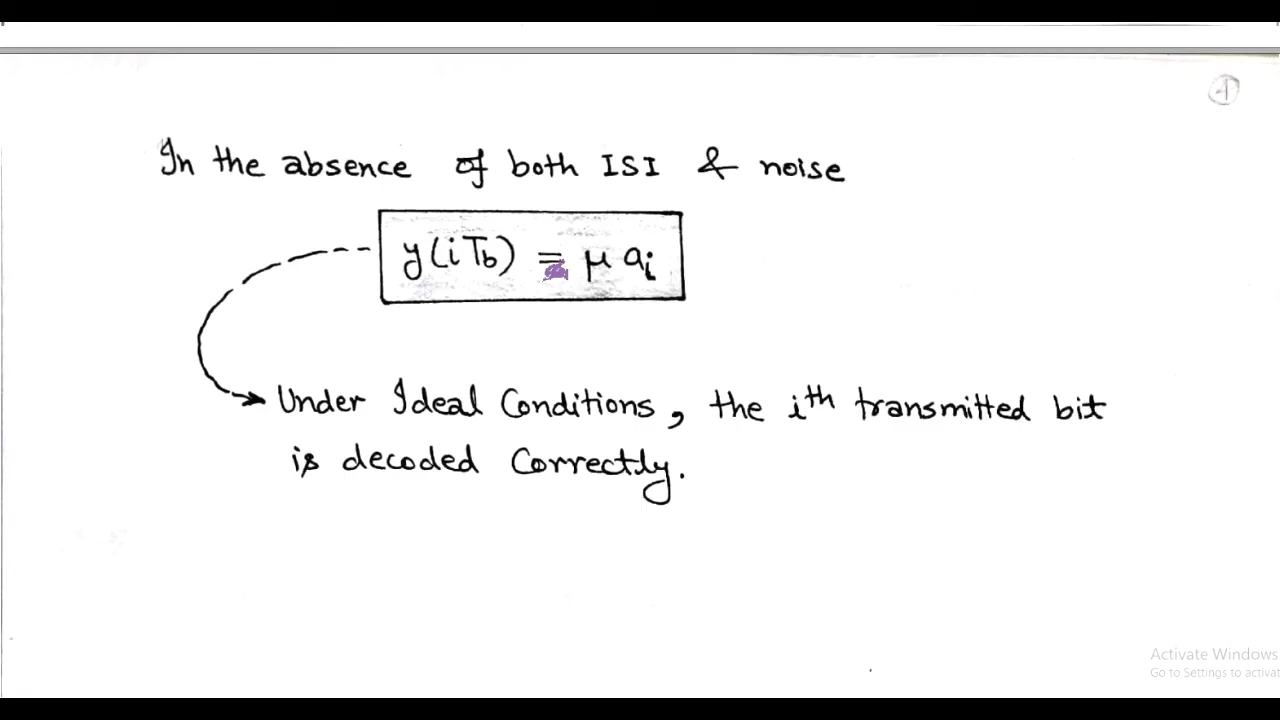 4
In the absence of both ISI & noise
y(iTb) = μ ai
Under Ideal Conditions, the ith transmitted bit
is decoded Correctly.
Activate Windows
Go to Settings to activat